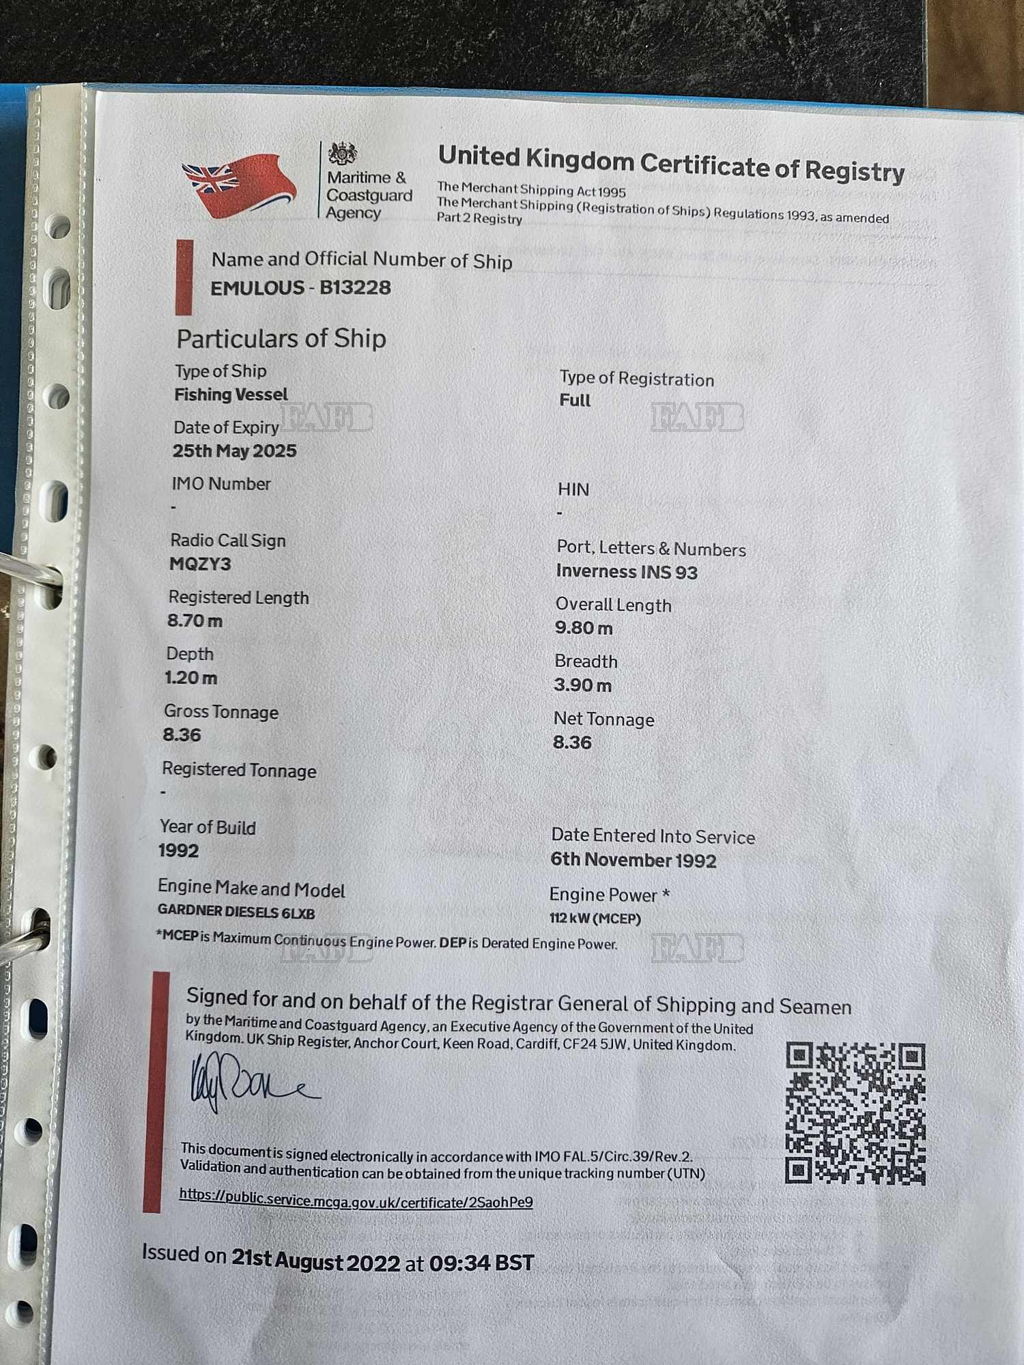 Maritime &
Coastguard
Agency
United Kingdom Certificate of Registry
The Merchant Shipping Act 1995
The Merchant Shipping (Registration of Ships) Regulations 1993, as amended
Part 2 Registry
Name and Official Number of Ship
EMULOUS - B13228
Particulars of Ship
Type of Ship
Fishing Vessel
Type of Registration
Full
FAFB
FAFB
Date of Expiry
25th May 2025
IMO Number
-
HIN
-
Radio Call Sign
MQZY3
Port, Letters & Numbers
Inverness INS 93
Registered Length
8.70 m
Overall Length
9.80 m
Depth
1.20 m
Breadth
3.90 m
Gross Tonnage
8.36
Net Tonnage
8.36
Registered Tonnage
-
Year of Build
1992
Date Entered Into Service
6th November 1992
Engine Make and Model
GARDNER DIESELS 6LXB
Engine Power *
112 kW (MCEP)
*MCEP is Maximum Continuous Engine Power. DEP is Derated Engine Power.
FAFB
FAFB
Signed for and on behalf of the Registrar General of Shipping and Seamen
by the Maritime and Coastguard Agency, an Executive Agency of the Government of the United
Kingdom. UK Ship Register, Anchor Court, Keen Road, Cardiff, CF24 5JW, United Kingdom.
This document is signed electronically in accordance with IMO FAL.5/Circ.39/Rev.2.
Validation and authentication can be obtained from the unique tracking number (UTN)
https://public.service.mcga.gov.uk/certificate/2SaohPe9
Issued on 21st August 2022 at 09:34 BST